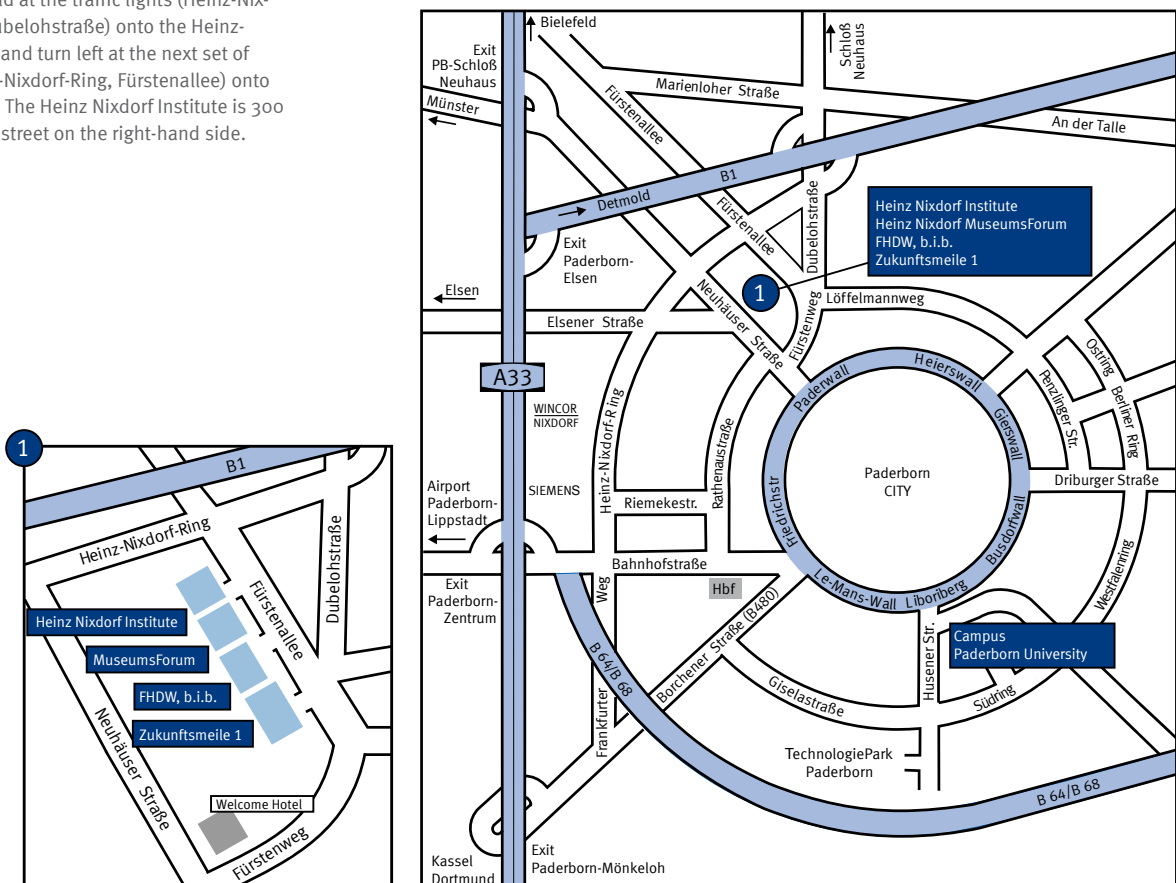 d at the traffic lights (Heinz-Nix-
ubelohstraße) onto the Heinz-
and turn left at the next set of
-Nixdorf-Ring, Fürstenallee) onto
The Heinz Nixdorf Institute is 300
street on the right-hand side.
Bielefeld
Exit
PB-Schloß
Neuhaus
Münster
Schloß
Neuhaus
Marienloher Straße
Fürstenallee
An der Talle
B1
Detmold
Fürstenallee
Dubelohstraße
Heinz Nixdorf Institute
Heinz Nixdorf MuseumsForum
FHDW, b.i.b.
Zukunftsmeile 1
Exit
Paderborn-
Elsen
Elsen
1
Neuhäuser Straße
Fürstenweg
Löffelmannweg
Elsener Straße
A33
WINCOR
NIXDORF
Heinz-Nixdorf-Ring
Rathenaustraße
Paderwall
Heierswall
Gierswall
Penzlinger Str.
Ostring
Berliner Ring
Paderborn
CITY
Driburger Straße
Airport
Paderborn-
Lippstadt
SIEMENS
Riemekestr.
Friedrichstr
Busdorfwall
Bahnhofstraße
Le-Mans-Wall
Liboriberg
Westfalenring
Exit
Paderborn-
Zentrum
Weg
Hbf
B 64/B 68
Borchener Straße (B480)
Husener Str.
Campus
Paderborn University
Frankfurter
Giselastraße
Südring
TechnologiePark
Paderborn
B 64/B 68
Kassel
Dortmund
Exit
Paderborn-Mönkeloh
1
B1
Heinz-Nixdorf-Ring
Dubelohstraße
Fürstenallee
Heinz Nixdorf Institute
MuseumsForum
FHDW, b.i.b.
Zukunftsmeile 1
Neuhäuser Straße
Welcome Hotel
Fürstenweg